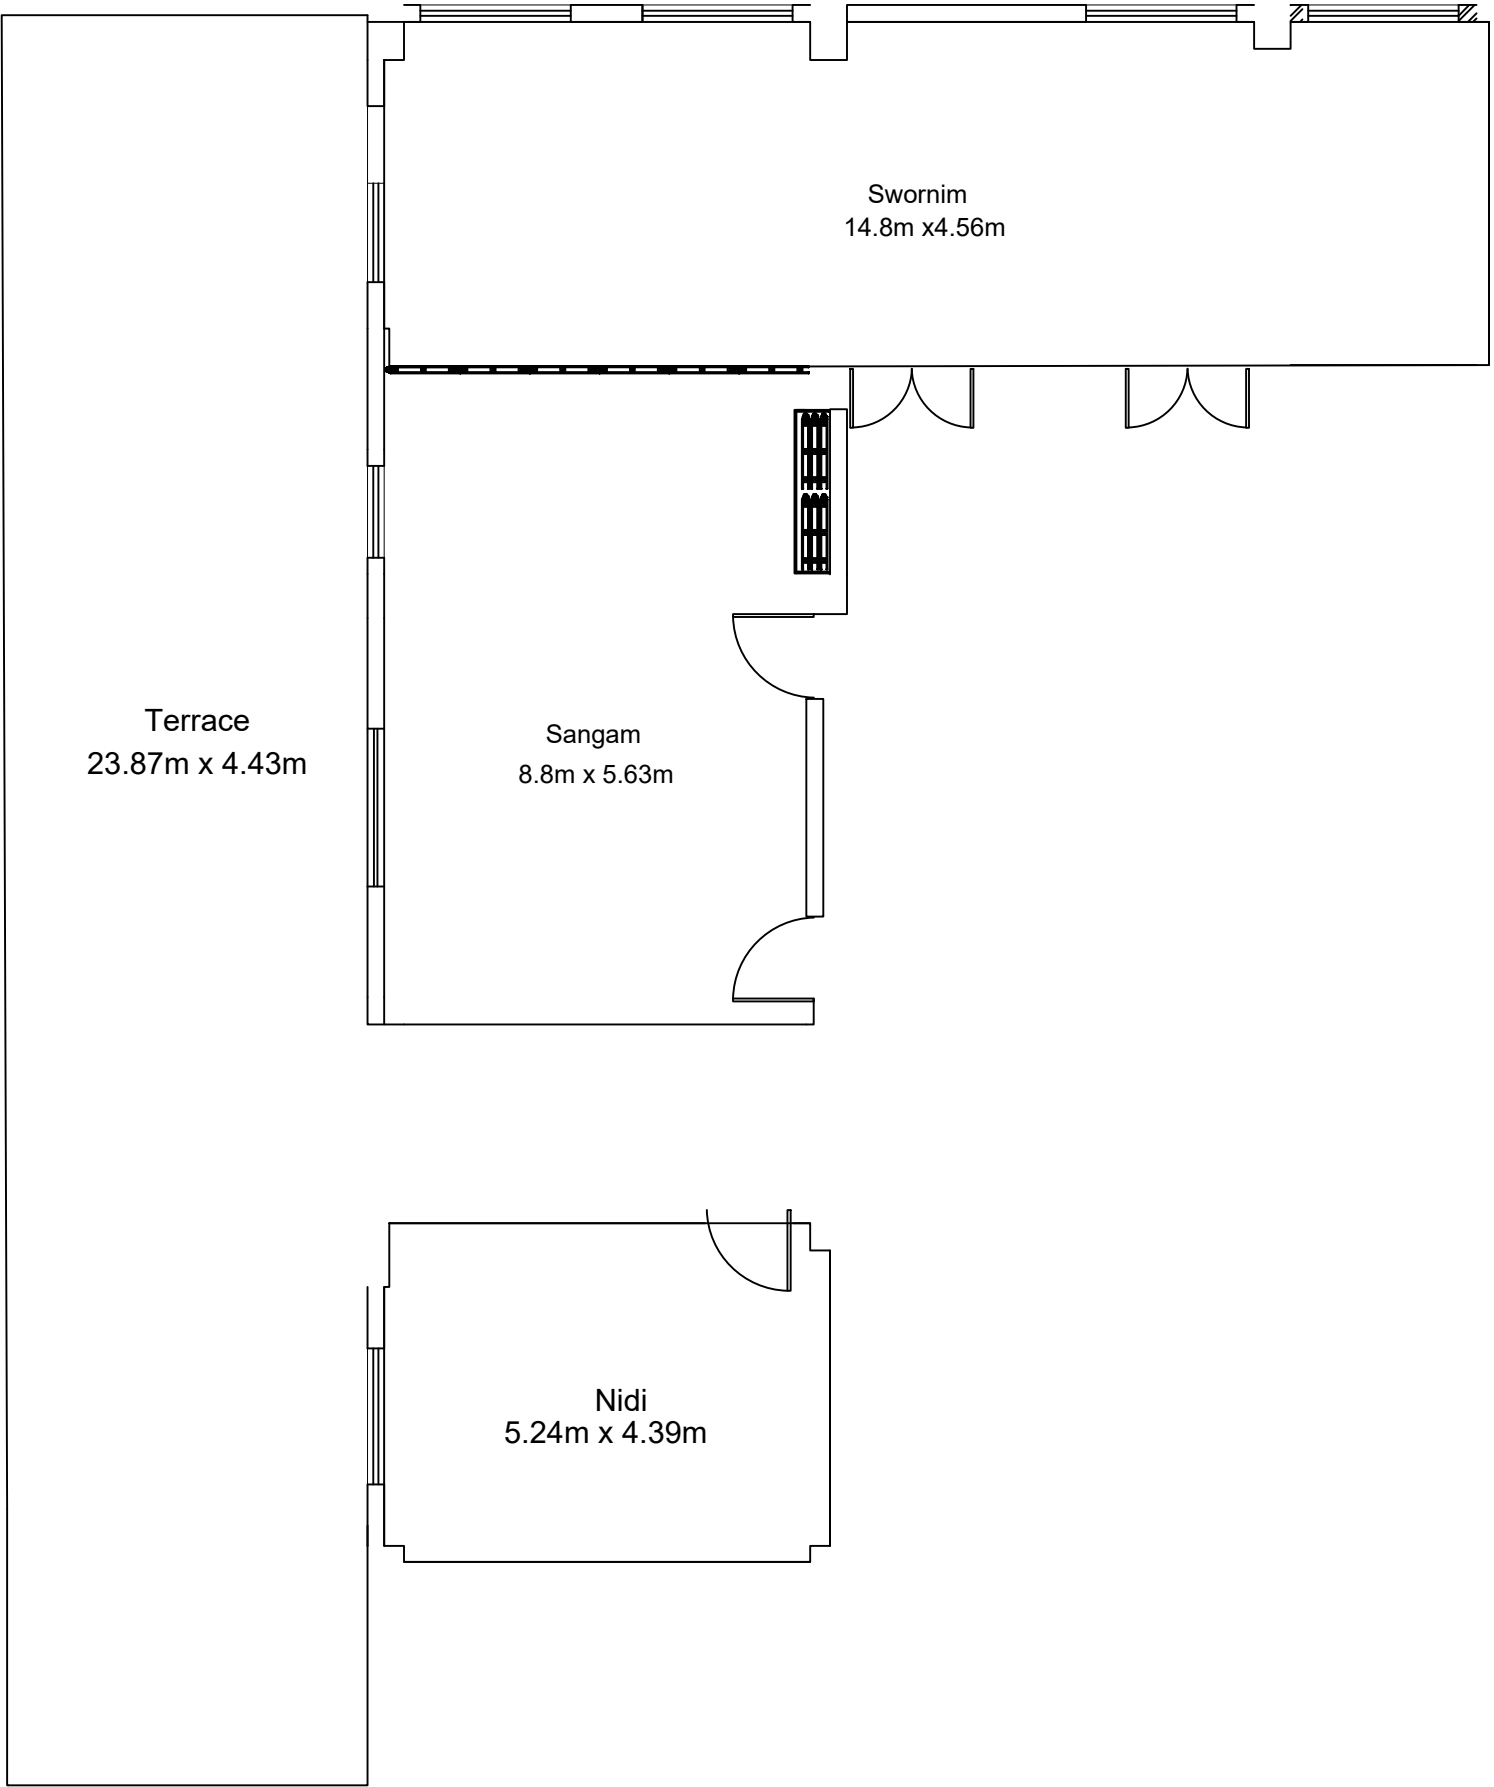 Swornim
14.8m x4.56m
Terrace
23.87m x 4.43m
Sangam
8.8m x 5.63m
Nidi
5.24m x 4.39m